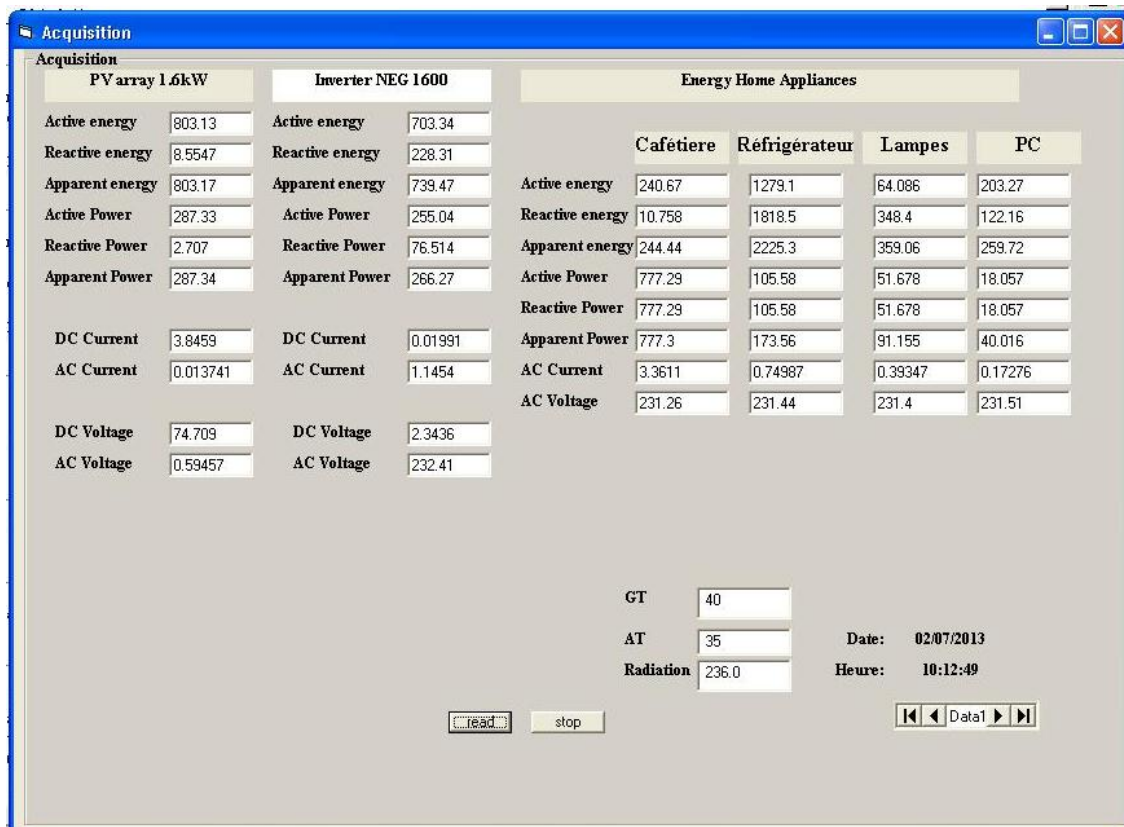 Acquisition
Acquisition
PV array 1.6kW Inverter NEG 1600 Energy Home Appliances
Active energy 803.13 Active energy 703.34
Reactive energy 8.5547 Reactive energy 228.31
Cafétiere Réfrigérateur Lampes PC
Apparent energy 803.17 Apparent energy 739.47 Active energy 240.67 1279.1 64.086 203.27
Active Power 287.33 Active Power 255.04 Reactive energy 10.758 1818.5 348.4 122.16
Reactive Power 2.707 Reactive Power 76.514 Apparent energy 244.44 2225.3 359.06 259.72
Apparent Power 287.34 Apparent Power 266.27 Active Power 777.29 105.58 51.678 18.057
Reactive Power 777.29 105.58 51.678 18.057
DC Current 3.8459 DC Current 0.01991 Apparent Power 777.3 173.56 91.155 40.016
AC Current 0.013741 AC Current 1.1454 AC Current 3.3611 0.74987 0.39347 0.17276
AC Voltage 231.26 231.44 231.4 231.51
DC Voltage 74.709 DC Voltage 2.3436
AC Voltage 0.59457 AC Voltage 232.41
GT 40
AT 35 Date: 02/07/2013
Radiation 236.0 Heure: 10:12:49
read stop Data1